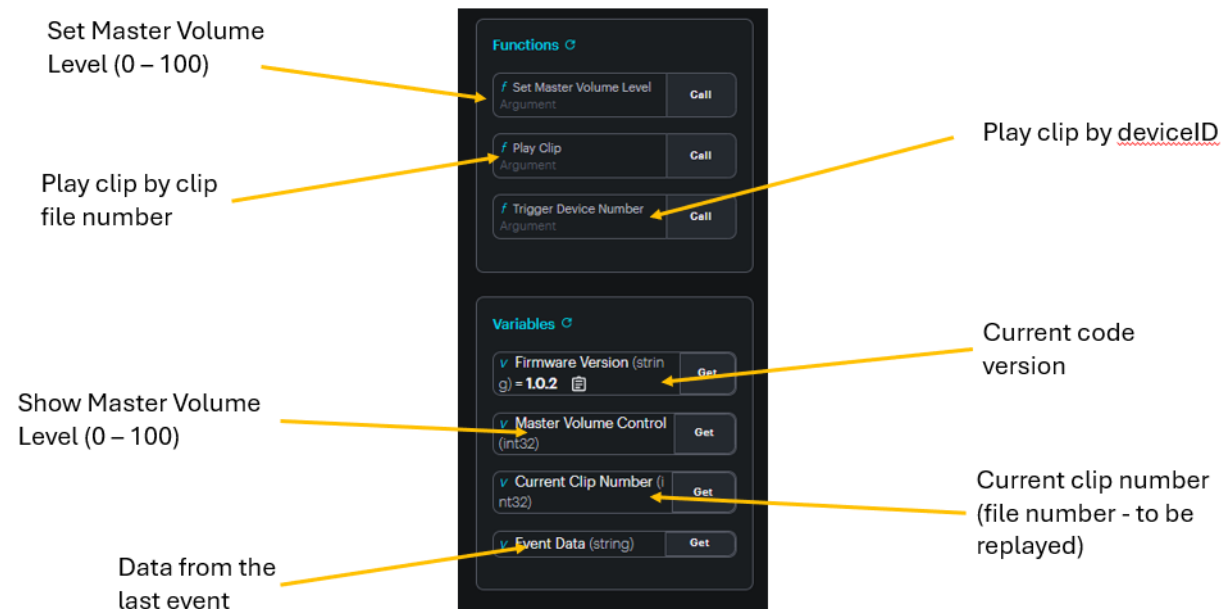 Set Master Volume
Level (0 – 100)
Play clip by clip
file number
Functions
f Set Master Volume Level
Argument
Call
f Play Clip
Argument
Call
f Trigger Device Number
Argument
Call
Play clip by deviceID
Variables
v Firmware Version (strin
g) = 1.0.2
Get
v Master Volume Control
(int32)
Get
v Current Clip Number (i
nt32)
Get
v Event Data (string)
Get
Show Master Volume
Level (0 – 100)
Data from the
last event
Current code
version
Current clip number
(file number - to be
replayed)